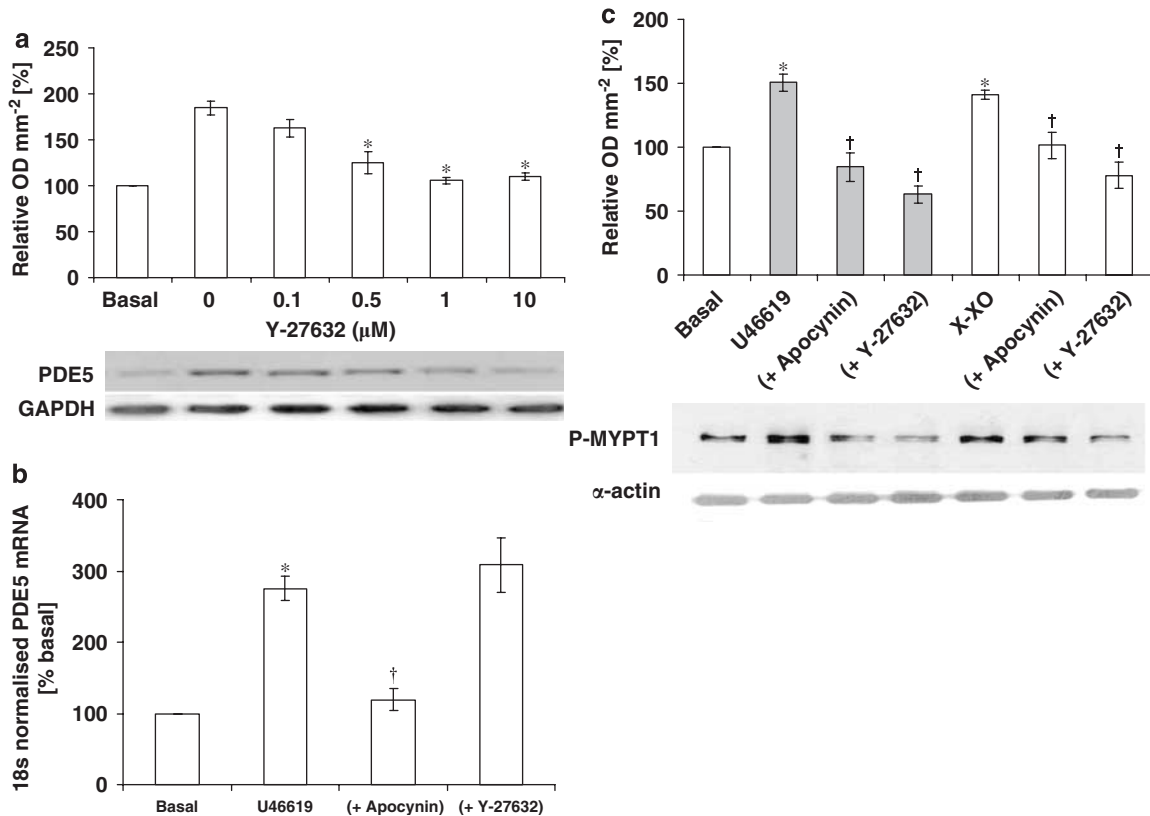 a
Relative OD mm⁻² [%]
250
200
150
100
50
0
*
*
*
Basal 0 0.1 0.5 1 10
Y-27632 (μM)
PDE5
GAPDH
b
18s normalised PDE5 mRNA
[% basal]
400
300
200
100
0
*
†
Basal U46619 (+ Apocynin) (+ Y-27632)
c
Relative OD mm⁻² [%]
200
150
100
50
0
*
†
†
*
†
†
Basal U46619 (+ Apocynin) (+ Y-27632) X-XO (+ Apocynin) (+ Y-27632)
P-MYPT1
α-actin